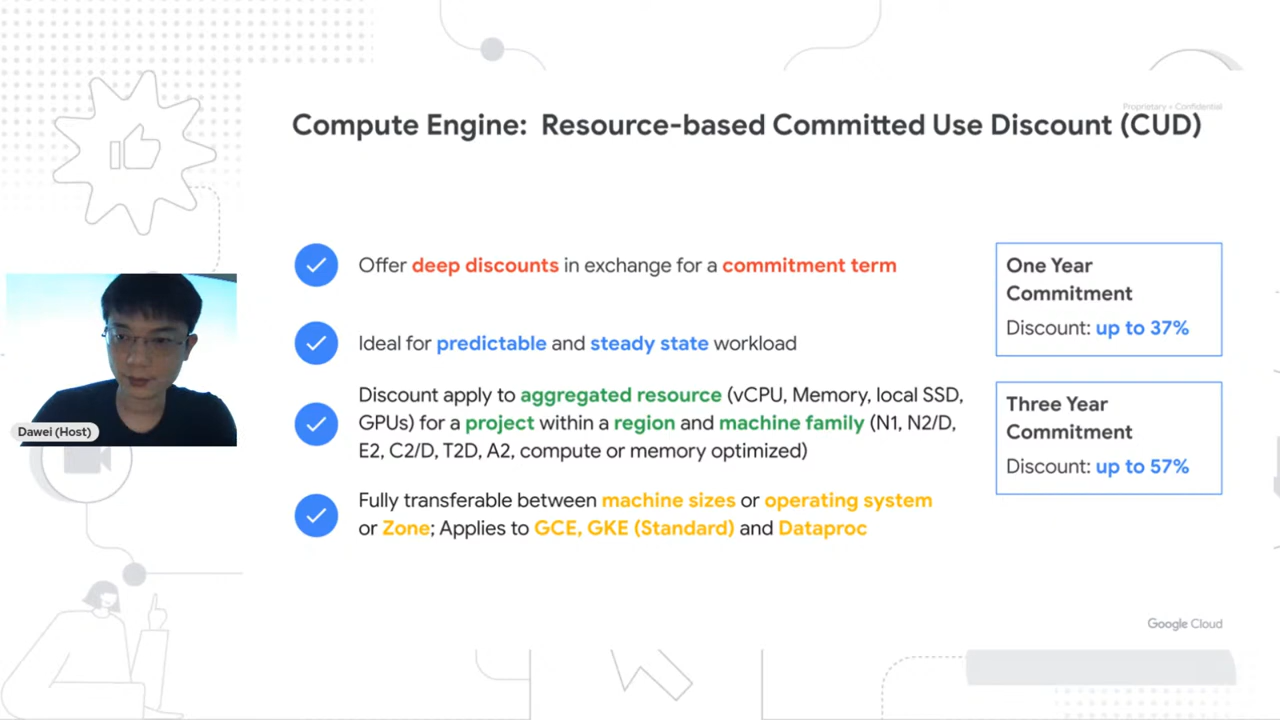 Proprietary + Confidential
Compute Engine: Resource-based Committed Use Discount (CUD)
Offer deep discounts in exchange for a commitment term
Ideal for predictable and steady state workload
Discount apply to aggregated resource (vCPU, Memory, local SSD,
GPUs) for a project within a region and machine family (N1, N2/D,
E2, C2/D, T2D, A2, compute or memory optimized)
Fully transferable between machine sizes or operating system
or Zone; Applies to GCE, GKE (Standard) and Dataproc
One Year
Commitment
Discount: up to 37%
Three Year
Commitment
Discount: up to 57%
Dawei (Host)
Google Cloud